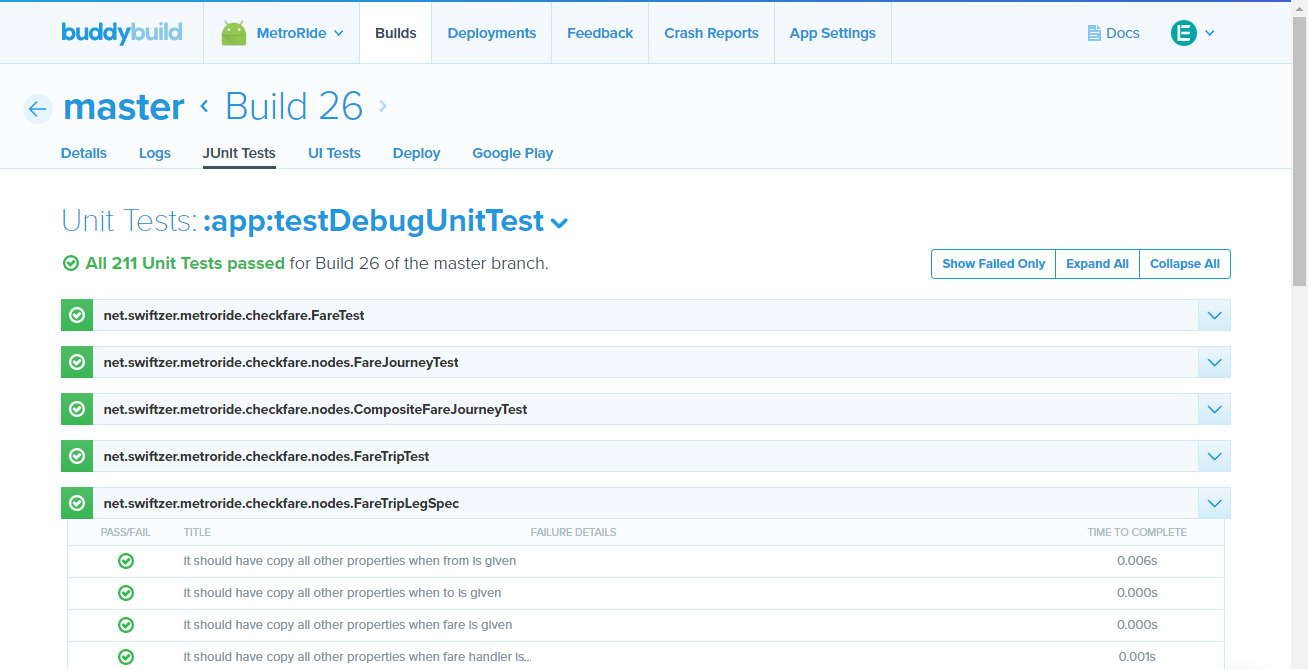 buddybuild MetroRide Builds Deployments Feedback Crash Reports App Settings Docs
master Build 26
Details Logs JUnit Tests UI Tests Deploy Google Play
Unit Tests: :app:testDebugUnitTest
All 211 Unit Tests passed for Build 26 of the master branch.
Show Failed Only Expand All Collapse All
net.swiftzer.metroride.checkfare.FareTest
net.swiftzer.metroride.checkfare.nodes.FareJourneyTest
net.swiftzer.metroride.checkfare.nodes.CompositeFareJourneyTest
net.swiftzer.metroride.checkfare.nodes.FareTripTest
net.swiftzer.metroride.checkfare.nodes.FareTripLegSpec
PASS/FAIL TITLE FAILURE DETAILS TIME TO COMPLETE
it should have copy all other properties when from is given 0.006s
it should have copy all other properties when to is given 0.000s
it should have copy all other properties when fare is given 0.000s
it should have copy all other properties when fare handler is... 0.001s